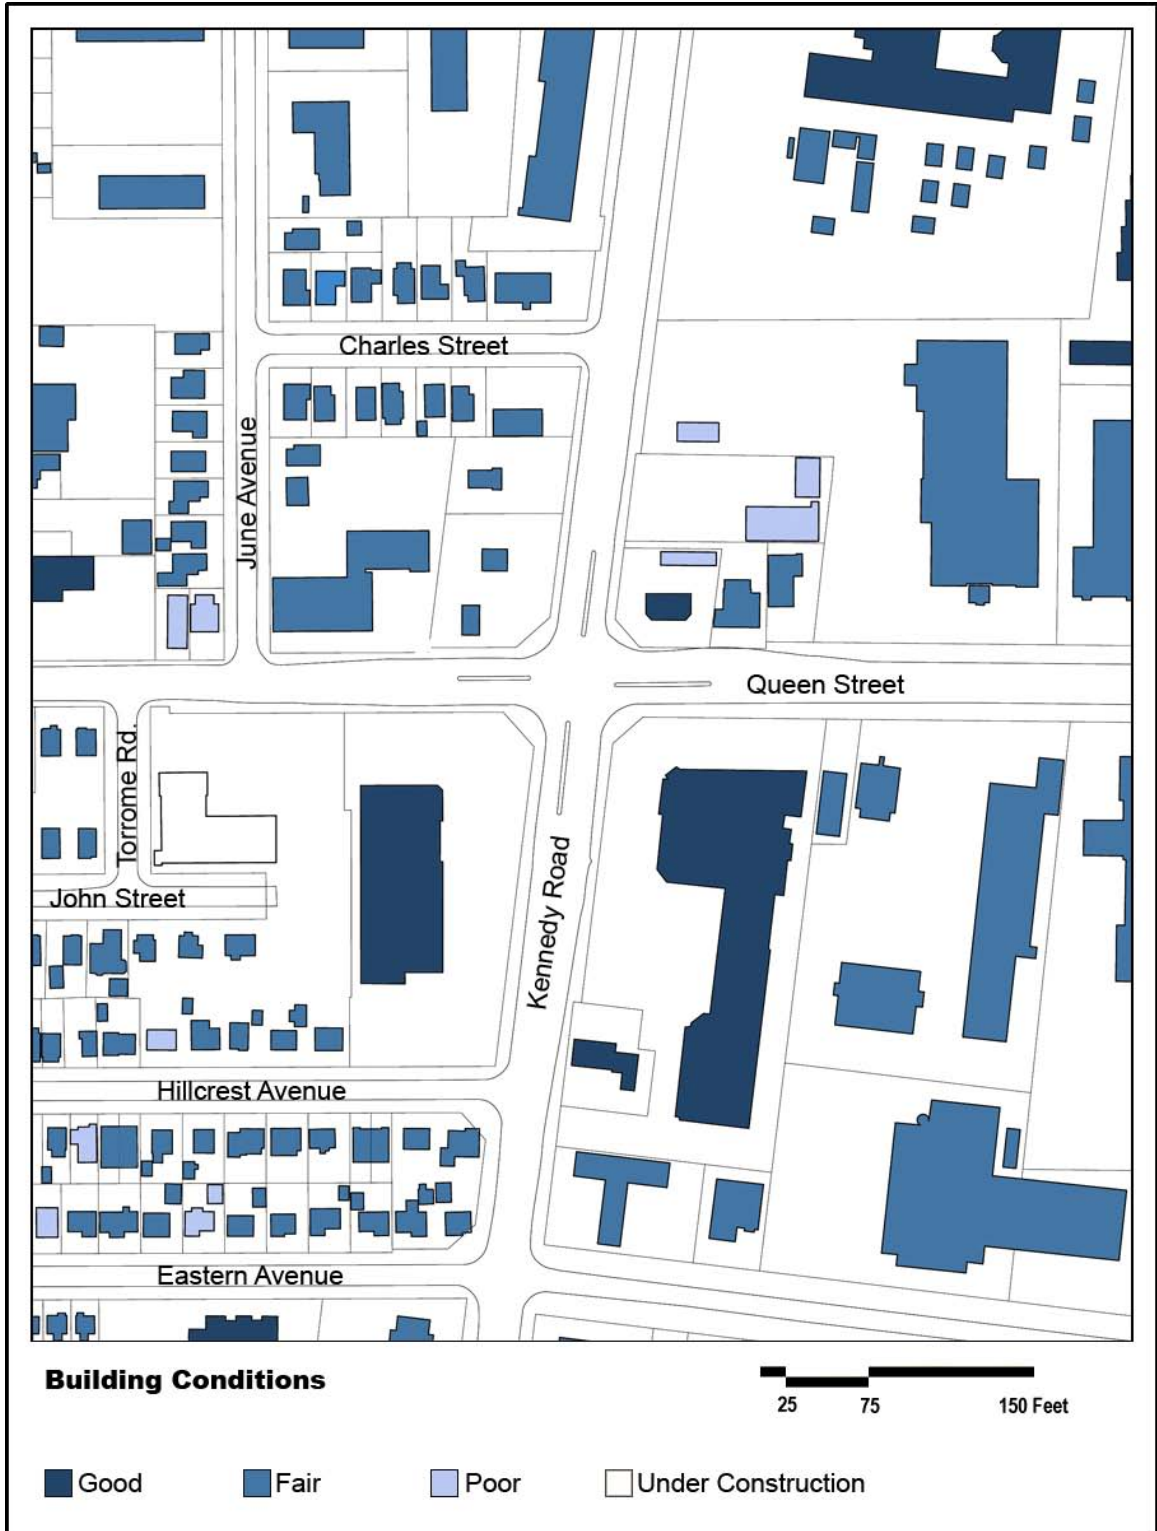 Charles Street
June Avenue
Queen Street
Torrome Rd.
Kennedy Road
John Street
Hillcrest Avenue
Eastern Avenue
Building Conditions
25 75 150 Feet
Good Fair Poor Under Construction